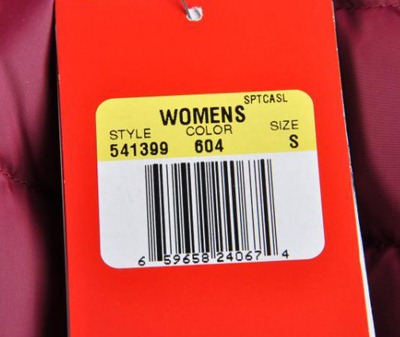 SPTCASL
WOMENS
STYLE COLOR SIZE
541399 604 S
6 59658 24067 4